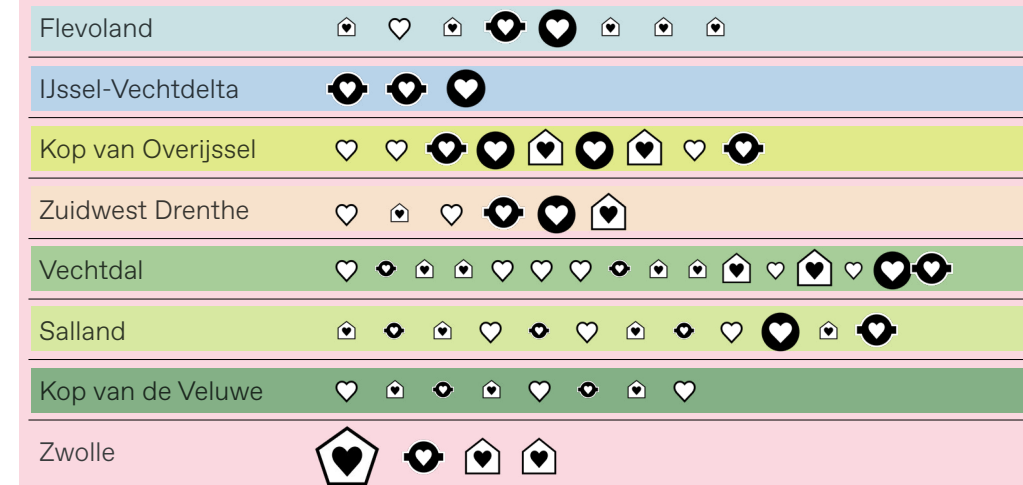 Flevoland
IJssel-Vechtdelta
Kop van Overijssel
Zuidwest Drenthe
Vechtdal
Salland
Kop van de Veluwe
Zwolle